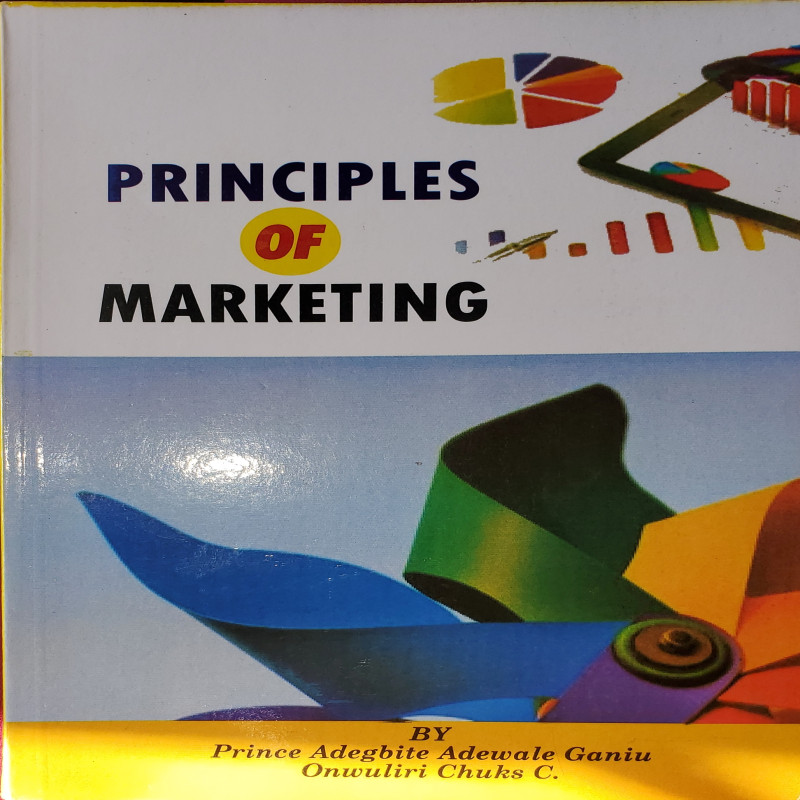 PRINCIPLES
OF
MARKETING
BY
Prince Adegbite Adewale Ganiu
Onwuliri Chuks C.